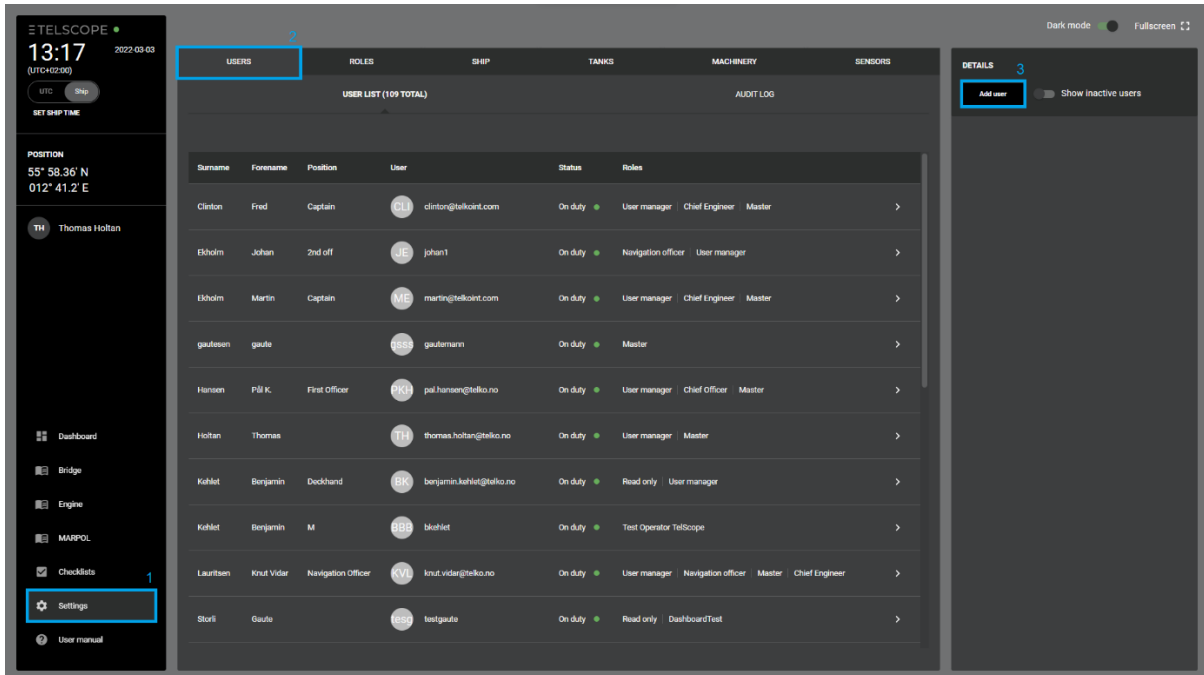 TELSCOPE
13:17 2022-03-03
(UTC+02:00)
UTC Ship
SET SHIP TIME
POSITION
55° 58.36' N
012° 41.2' E
TH Thomas Holtan
Dashboard
Bridge
Engine
MARPOL
Checklists
1
Settings
User manual
2
USERS ROLES SHIP TANKS MACHINERY SENSORS
USER LIST (109 TOTAL) AUDIT LOG
Surname Forename Position User Status Roles
Clinton Fred Captain CLI clinton@telkoint.com On duty User manager Chief Engineer Master
Ekholm Johan 2nd off JE johan1 On duty Navigation officer User manager
Ekholm Martin Captain ME martin@telkoint.com On duty User manager Chief Engineer Master
gautesen gaute gsss gautemann On duty Master
Hansen Pål K. First Officer PKH pal.hansen@telko.no On duty User manager Chief Officer Master
Holtan Thomas TH thomas.holtan@telko.no On duty User manager Master
Kehlet Benjamin Deckhand BK benjamin.kehlet@telko.no On duty Read only User manager
Kehlet Benjamin M BBB bkehlet On duty Test Operator TelScope
Lauritsen Knut Vidar Navigation Officer KVL knut.vidar@telko.no On duty User manager Navigation officer Master Chief Engineer
Storli Gaute tesg testgaute On duty Read only DashboardTest
Dark mode Fullscreen
DETAILS
3
Add user Show inactive users